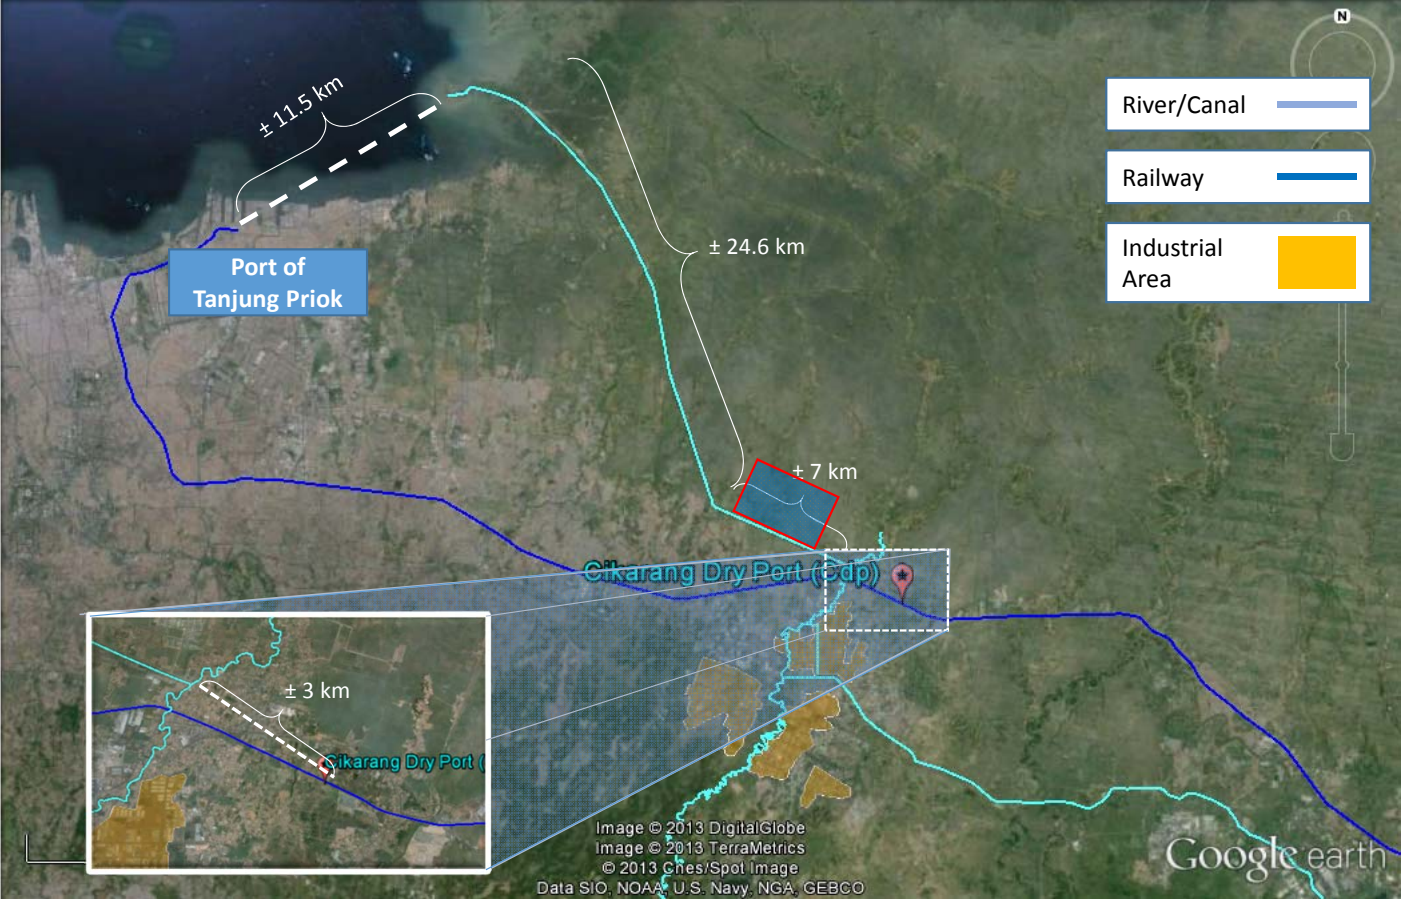 N
± 11.5 km
River/Canal
Railway
Industrial
Area
± 24.6 km
Port of
Tanjung Priok
± 7 km
Cikarang Dry Port (Cdp)
± 3 km
Cikarang Dry Port (
Image © 2013 DigitalGlobe
Image © 2013 TerraMetrics
© 2013 Cnes/Spot Image
Data SIO, NOAA, U.S. Navy, NGA, GEBCO
Google earth